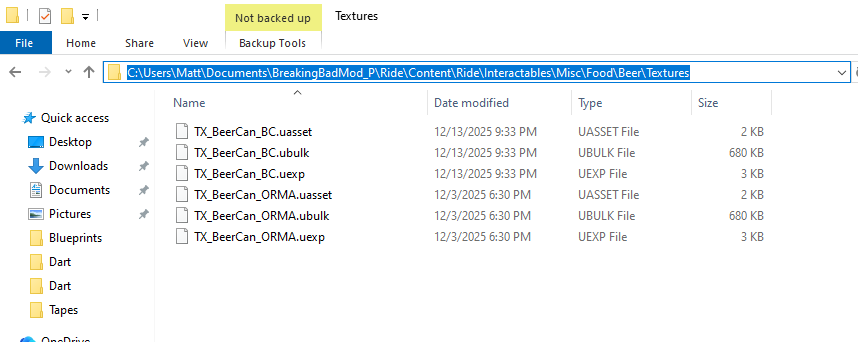 Not backed up Textures
File Home Share View Backup Tools
C:\Users\Matt\Documents\BreakingBadMod_P\Ride\Content\Ride\Interactables\Misc\Food\Beer\Textures
Name Date modified Type Size
Quick access
Desktop
Downloads
Documents
Pictures
Blueprints
Dart
Dart
Tapes
OneDrive
TX_BeerCan_BC.uasset 12/13/2025 9:33 PM UASSET File 2 KB
TX_BeerCan_BC.ubulk 12/13/2025 9:33 PM UBULK File 680 KB
TX_BeerCan_BC.uexp 12/13/2025 9:33 PM UEXP File 3 KB
TX_BeerCan_ORMA.uasset 12/3/2025 6:30 PM UASSET File 2 KB
TX_BeerCan_ORMA.ubulk 12/3/2025 6:30 PM UBULK File 680 KB
TX_BeerCan_ORMA.uexp 12/3/2025 6:30 PM UEXP File 3 KB